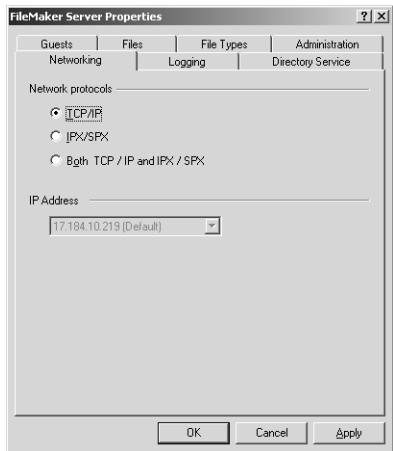 FileMaker Server Properties
Guests Files File Types Administration
Networking Logging Directory Service
Network protocols
TCP/IP
IPX/SPX
Both TCP / IP and IPX / SPX
IP Address
17.184.10.219 (Default)
OK Cancel Apply